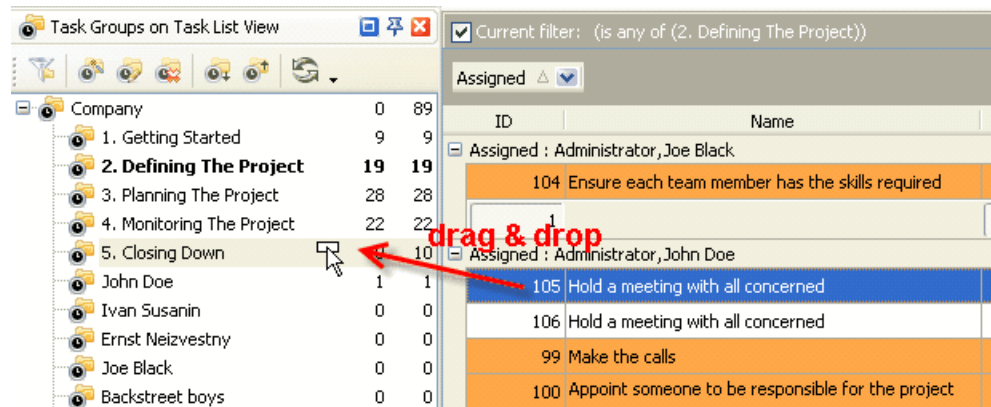 Task Groups on Task List View
Company 0 89
1. Getting Started 9 9
2. Defining The Project 19 19
3. Planning The Project 28 28
4. Monitoring The Project 22 22
5. Closing Down 10
John Doe 1 1
Ivan Susanin 0 0
Ernst Neizvestny 0 0
Joe Black 0 0
Backstreet boys 0 0
Current filter: (is any of (2. Defining The Project))
Assigned
ID Name
Assigned : Administrator,Joe Black
104 Ensure each team member has the skills required
1
drag & drop
Assigned : Administrator,John Doe
105 Hold a meeting with all concerned
106 Hold a meeting with all concerned
99 Make the calls
100 Appoint someone to be responsible for the project